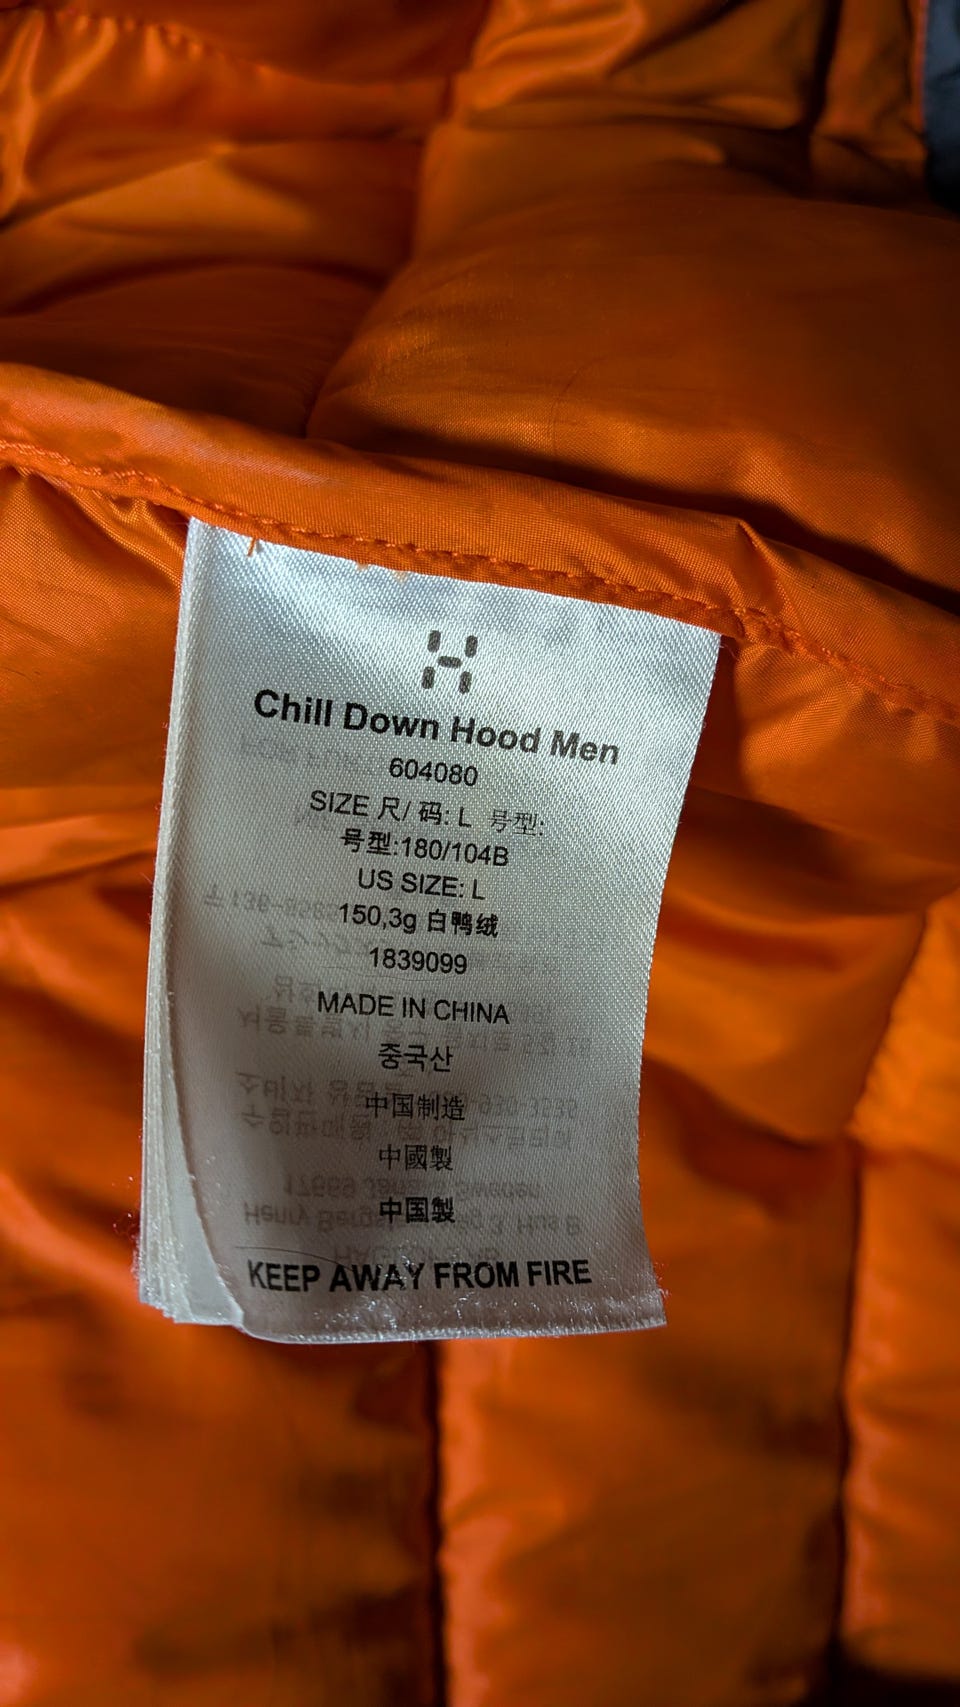 Chill Down Hood Men
604080
SIZE 尺/ 码: L 号型:
号型:180/104B
US SIZE: L
150,3g 白鸭绒
1839099
MADE IN CHINA
중국산
中国制造
中國製
中国製
KEEP AWAY FROM FIRE